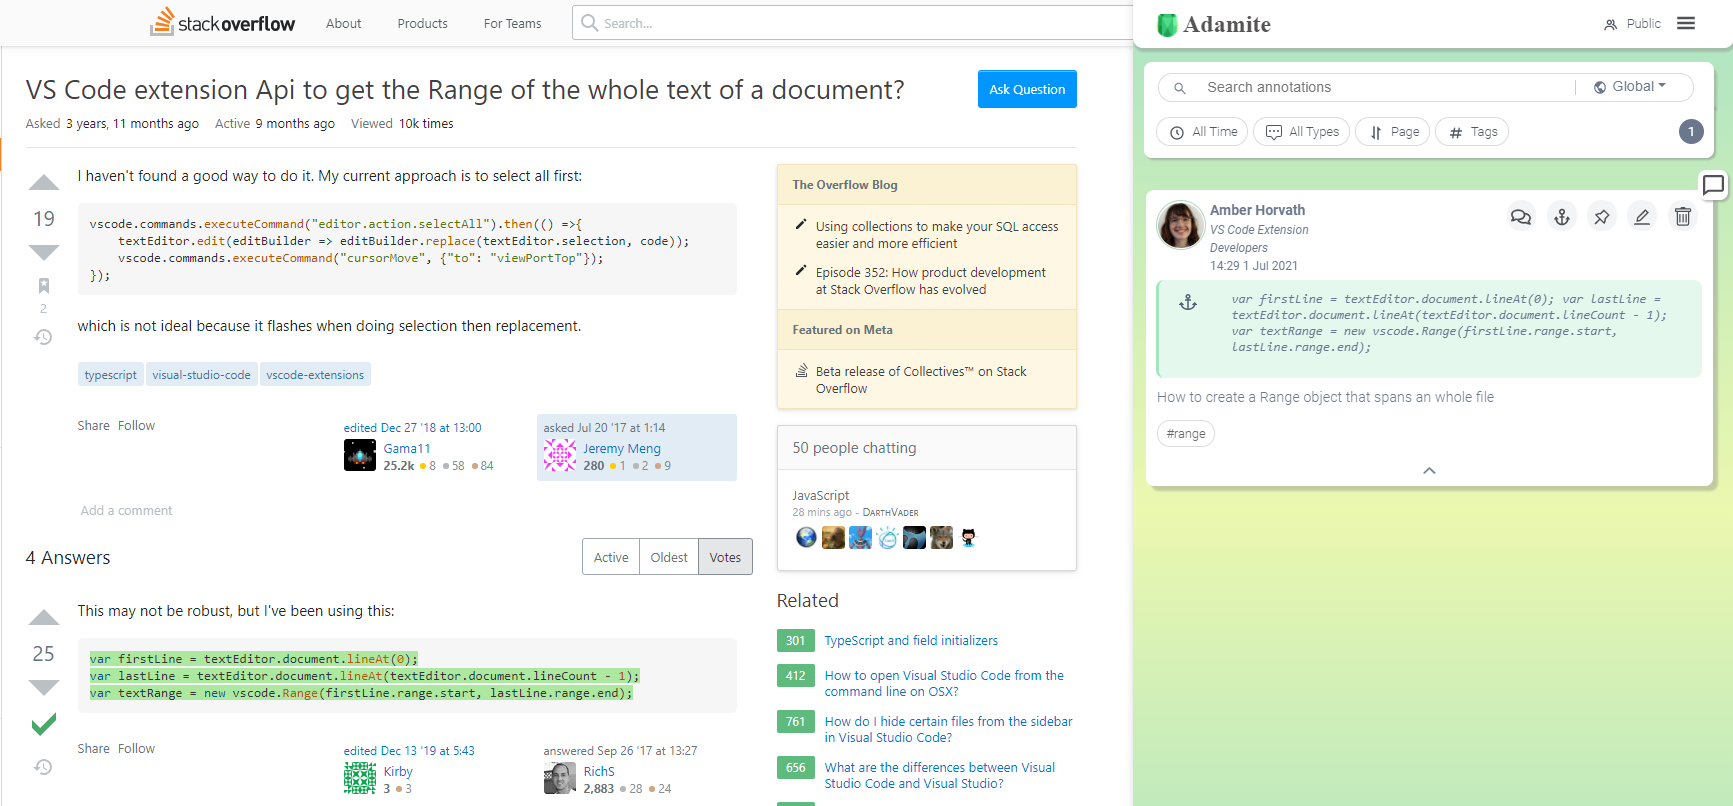 stackoverflow
About
Products
For Teams
Search...
VS Code extension Api to get the Range of the whole text of a document?
Ask Question
Asked 3 years, 11 months ago Active 9 months ago Viewed 10k times
19
2
I haven't found a good way to do it. My current approach is to select all first:
vscode.commands.executeCommand("editor.action.selectAll").then(() =>{
textEditor.edit(editBuilder => editBuilder.replace(textEditor.selection, code));
vscode.commands.executeCommand("cursorMove", {"to": "viewPortTop"});
});
which is not ideal because it flashes when doing selection then replacement.
typescript visual-studio-code vscode-extensions
Share Follow
edited Dec 27 '18 at 13:00
Gama11
25.2k 8 58 84
asked Jul 20 '17 at 1:14
Jeremy Meng
280 1 2 9
Add a comment
4 Answers
Active Oldest Votes
25
This may not be robust, but I've been using this:
var firstLine = textEditor.document.lineAt(0);
var lastLine = textEditor.document.lineAt(textEditor.document.lineCount - 1);
var textRange = new vscode.Range(firstLine.range.start, lastLine.range.end);
Share Follow
edited Dec 13 '19 at 5:43
Kirby
3 3
answered Sep 26 '17 at 13:27
RichS
2,883 28 24
The Overflow Blog
Using collections to make your SQL access
easier and more efficient
Episode 352: How product development
at Stack Overflow has evolved
Featured on Meta
Beta release of Collectives™ on Stack
Overflow
50 people chatting
JavaScript
28 mins ago - DarthVader
Related
301 TypeScript and field initializers
412 How to open Visual Studio Code from the
command line on OSX?
761 How do I hide certain files from the sidebar
in Visual Studio Code?
656 What are the differences between Visual
Studio Code and Visual Studio?
Adamite
Public
Search annotations
Global
All Time
All Types
Page
# Tags
1
Amber Horvath
VS Code Extension
Developers
14:29 1 Jul 2021
var firstLine = textEditor.document.lineAt(0); var lastLine =
textEditor.document.lineAt(textEditor.document.lineCount - 1);
var textRange = new vscode.Range(firstLine.range.start,
lastLine.range.end);
How to create a Range object that spans an whole file
#range